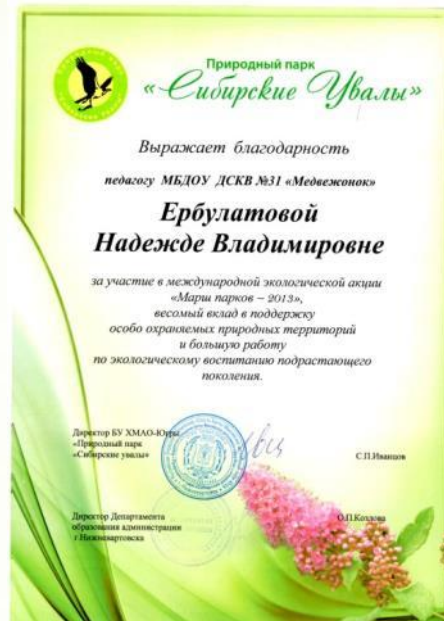 Природный парк
«Сибирские Увалы»
Выражает благодарность
педагогу МБДОУ ДСКВ №31 «Медвежонок»
Ербулатовой
Надежде Владимировне
за участие в международной экологической акции
«Марш парков – 2013»,
весомый вклад в поддержку
особо охраняемых природных территорий
и большую работу
по экологическому воспитанию подрастающего
поколения.
Директор БУ ХМАО-Югры
«Природный парк
«Сибирские увалы»
С.П.Иванцов
Директор Департамента
образования администрации
г.Нижневартовска
О.П.Козлова